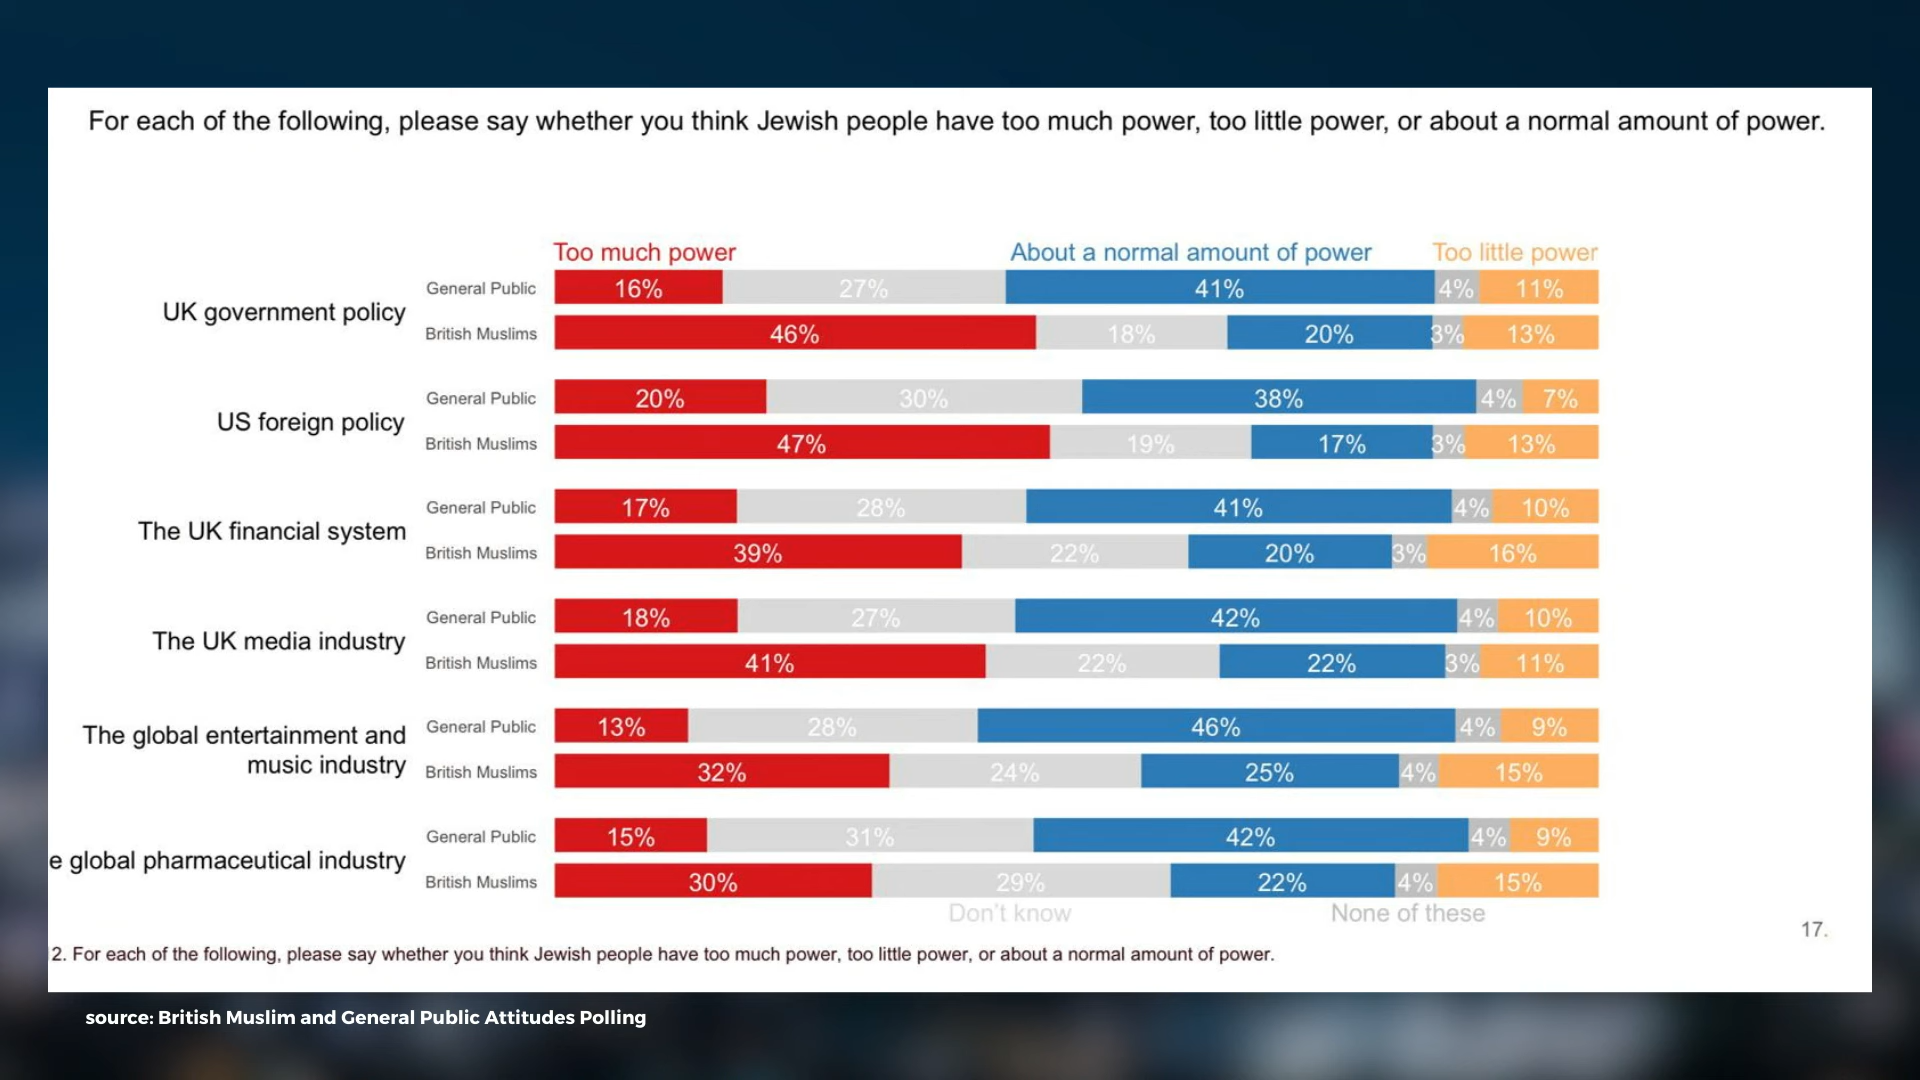 For each of the following, please say whether you think Jewish people have too much power, too little power, or about a normal amount of power.
Too much power About a normal amount of power Too little power
UK government policy
General Public 16% 27% 41% 4% 11%
British Muslims 46% 18% 20% 3% 13%
US foreign policy
General Public 20% 30% 38% 4% 7%
British Muslims 47% 19% 17% 3% 13%
The UK financial system
General Public 17% 28% 41% 4% 10%
British Muslims 39% 22% 20% 3% 16%
The UK media industry
General Public 18% 27% 42% 4% 10%
British Muslims 41% 22% 22% 3% 11%
The global entertainment and
music industry
General Public 13% 28% 46% 4% 9%
British Muslims 32% 24% 25% 4% 15%
e global pharmaceutical industry
General Public 15% 31% 42% 4% 9%
British Muslims 30% 29% 22% 4% 15%
Don't know None of these
17.
2. For each of the following, please say whether you think Jewish people have too much power, too little power, or about a normal amount of power.
source: British Muslim and General Public Attitudes Polling